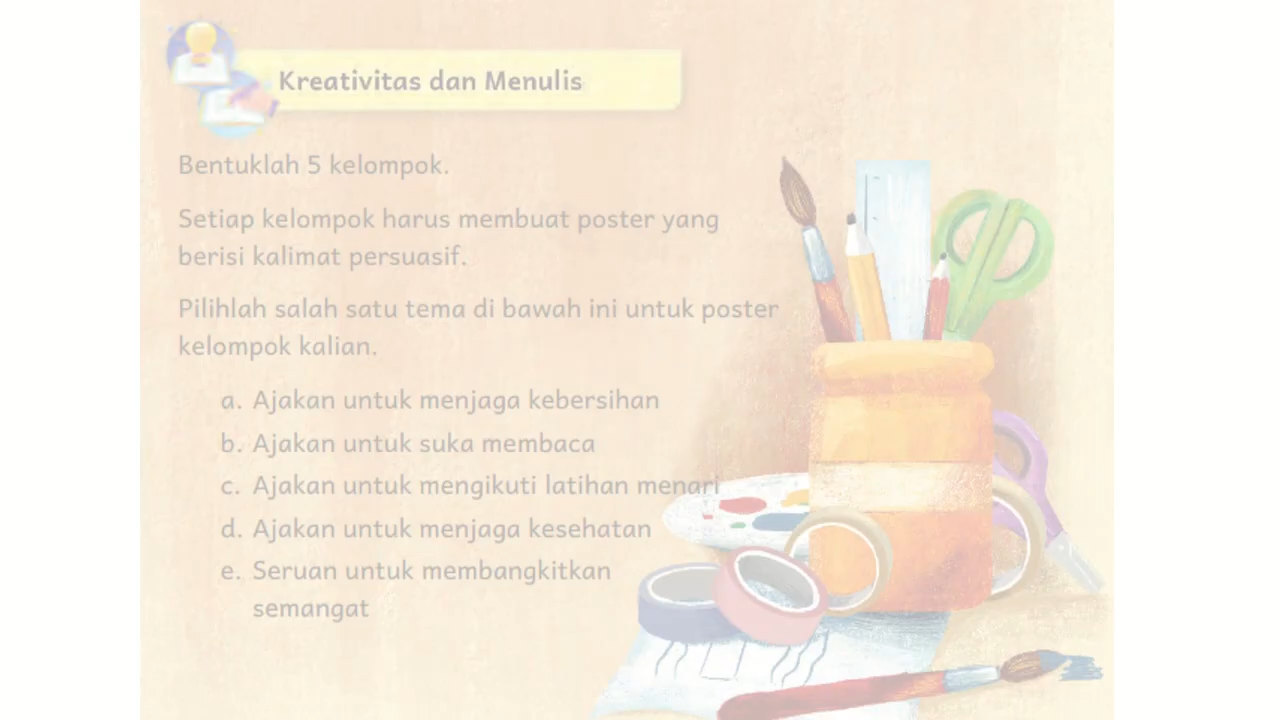 Kreativitas dan Menulis
Bentuklah 5 kelompok.
Setiap kelompok harus membuat poster yang
berisi kalimat persuasif.
Pilihlah salah satu tema di bawah ini untuk poster
kelompok kalian.
a. Ajakan untuk menjaga kebersihan
b. Ajakan untuk suka membaca
c. Ajakan untuk mengikuti latihan menari
d. Ajakan untuk menjaga kesehatan
e. Seruan untuk membangkitkan
semangat